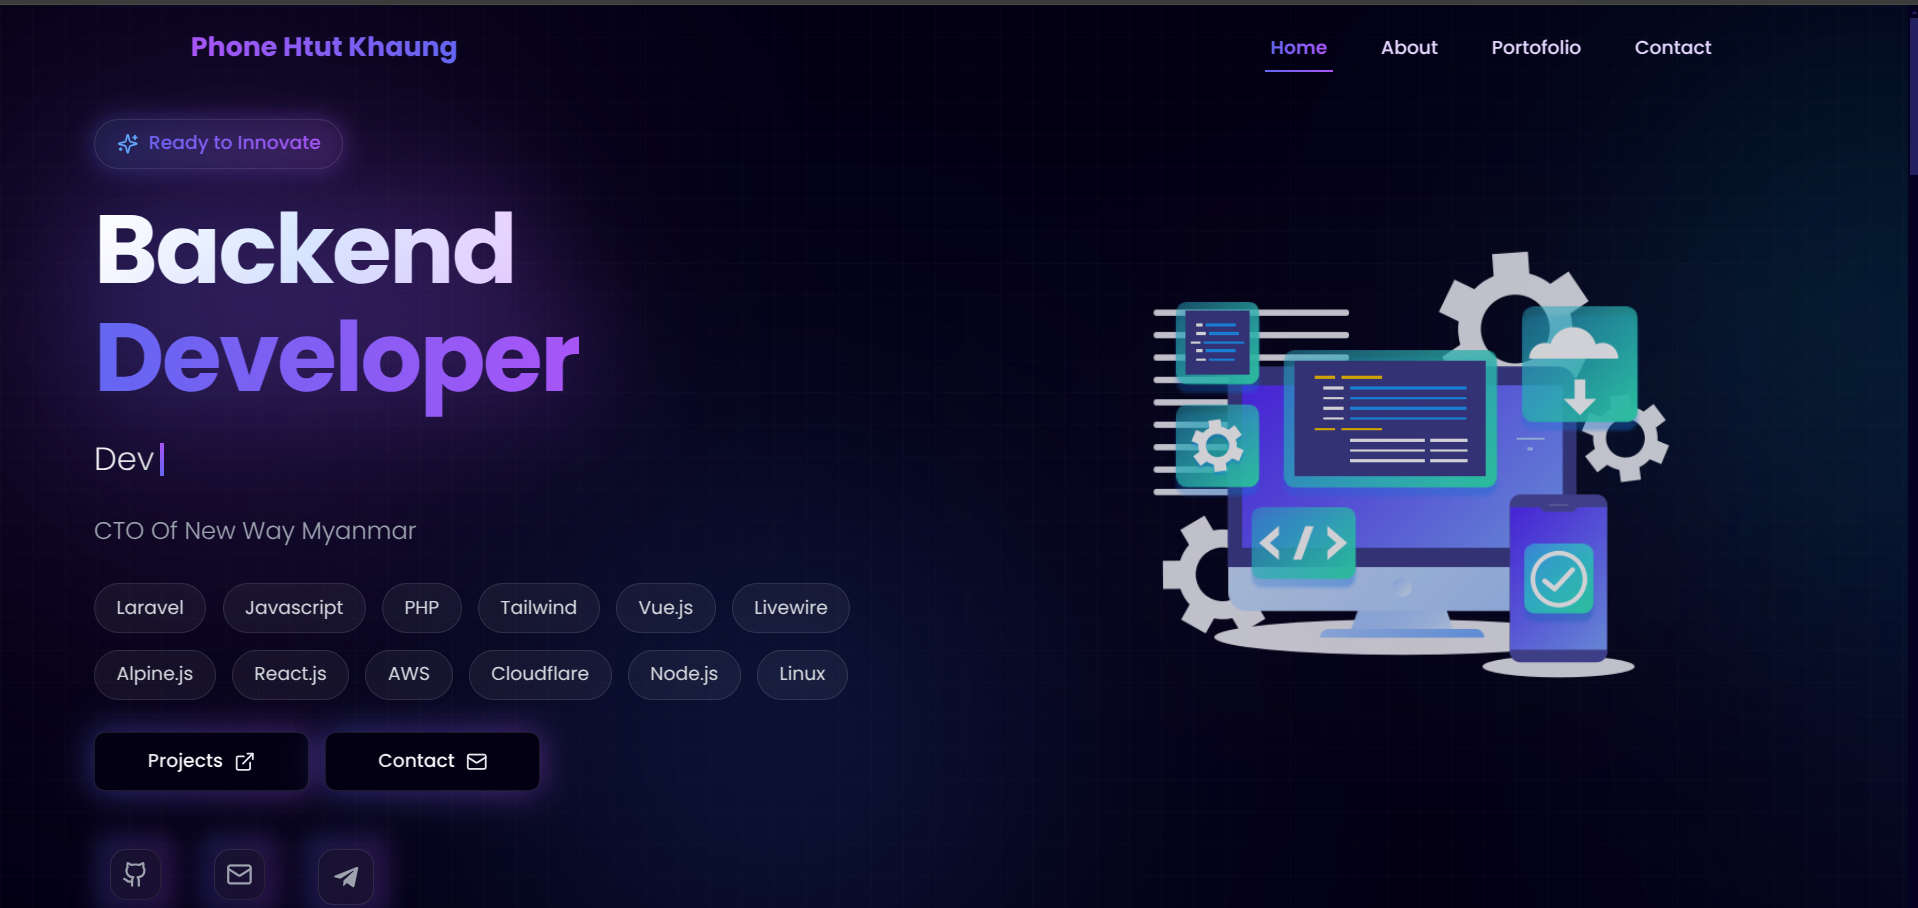 Phone Htut Khaung
Home About Portofolio Contact
Ready to Innovate
Backend
Developer
Dev
CTO Of New Way Myanmar
Laravel Javascript PHP Tailwind Vue.js Livewire
Alpine.js React.js AWS Cloudflare Node.js Linux
Projects Contact